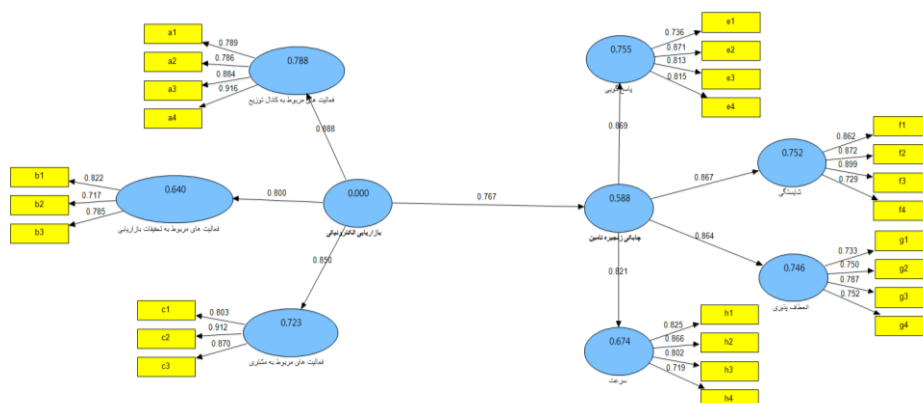 a1
0.789
a2
0.786
a3
0.884
a4
0.916
0.788
فعالیت های مربوط به کانال توزیع
0.888
b1
0.822
b2
0.717
b3
0.785
0.640
فعالیت های مربوط به تحقیقات بازاریابی
0.800
0.000
بازاریابی الکترونیکی
0.850
c1
0.803
c2
0.912
c3
0.870
0.723
فعالیت های مربوط به مشتری
0.767
0.588
چابکی زنجیره تامین
0.869
0.755
پاسخ گویی
0.736
e1
0.871
e2
0.813
e3
0.815
e4
0.867
0.752
شایستگی
0.862
f1
0.872
f2
0.899
f3
0.729
f4
0.864
0.746
انعطاف پذیری
0.733
g1
0.750
g2
0.787
g3
0.752
g4
0.821
0.674
سرعت
0.825
h1
0.866
h2
0.802
h3
0.719
h4